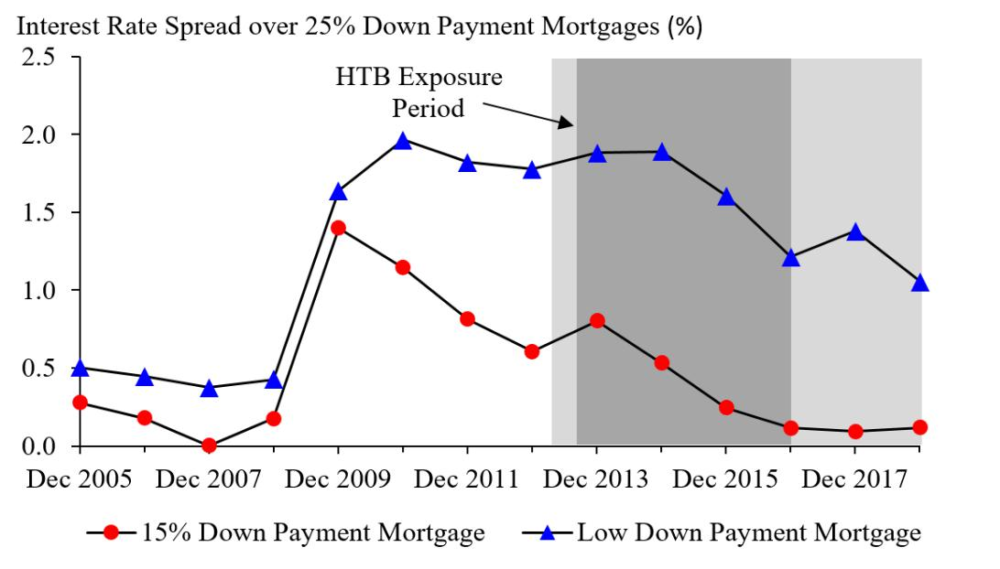 Interest Rate Spread over 25% Down Payment Mortgages (%)
2.5
HTB Exposure
Period
2.0
1.5
1.0
0.5
0.0
Dec 2005 Dec 2007 Dec 2009 Dec 2011 Dec 2013 Dec 2015 Dec 2017
15% Down Payment Mortgage Low Down Payment Mortgage